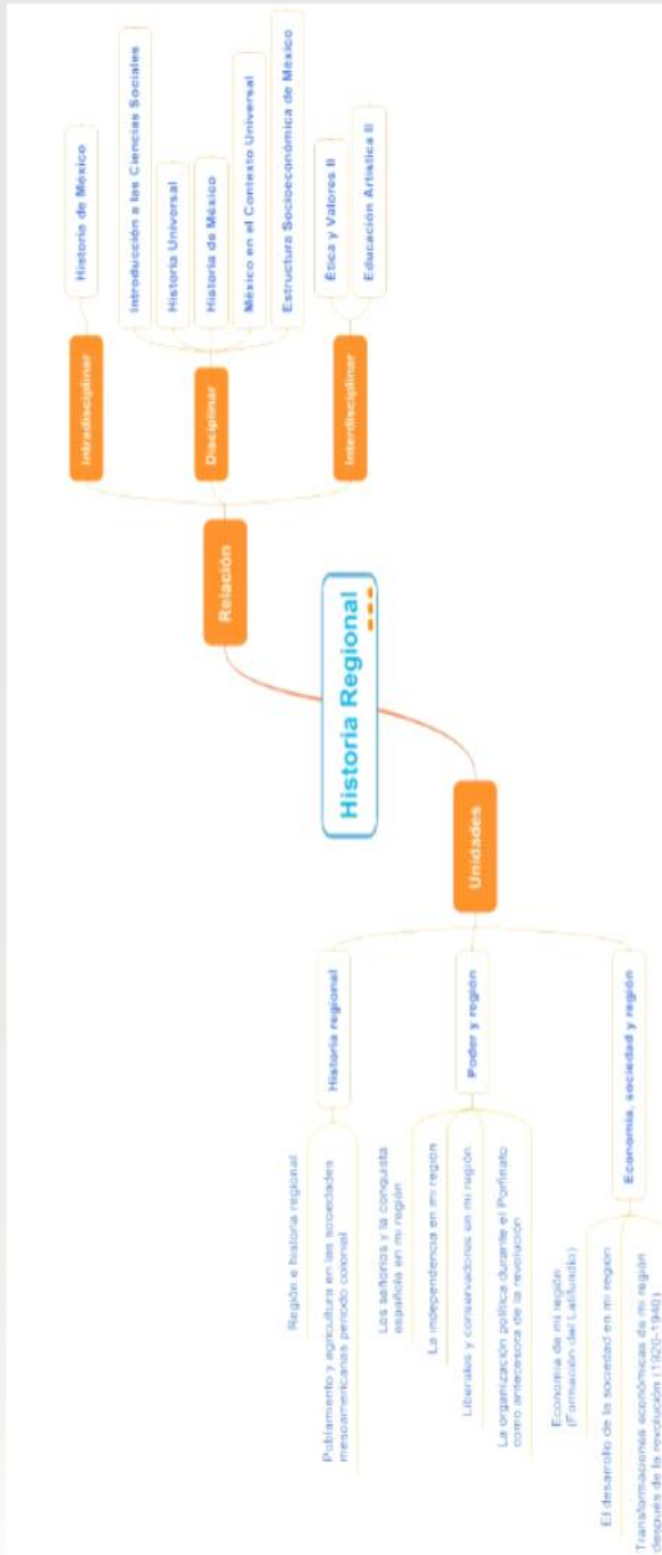 Historia Regional
Relación
Intradisciplinar
Historia de México
Disciplinar
Introducción a las Ciencias Sociales
Historia Universal
Historia de México
México en el Contexto Universal
Estructura Socioeconómica de México
Interdisciplinar
Ética y Valores II
Educación Artística II
Unidades
Historia regional
Región e historia regional
Poblamiento y agricultura en las sociedades
mesoamericanas periodo colonial
Poder y región
Los señoríos y la conquista
española en mi región
La independencia en mi región
Liberales y conservadores en mi región
La organización política durante el Porfiriato
como antecesora de la revolución
Economía, sociedad y región
Economía de mi región
(Formación del Latifundio)
El desarrollo de la sociedad en mi región
Transformaciones económicas de mi región
después de la revolución (1920-1940)